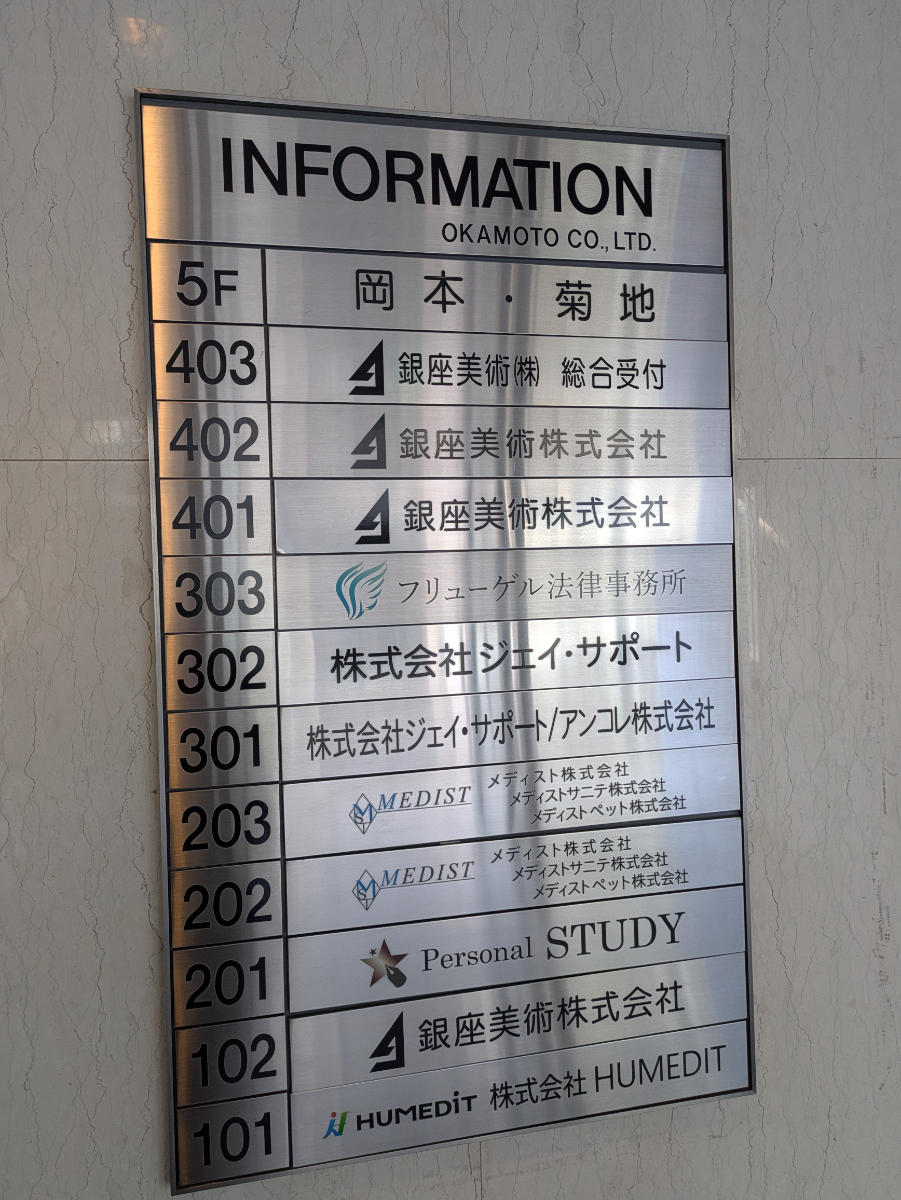 INFORMATION
OKAMOTO CO., LTD.
5F 岡本・菊地
403 銀座美術㈱ 総合受付
402 銀座美術株式会社
401 銀座美術株式会社
303 フリューゲル法律事務所
302 株式会社ジェイ・サポート
301 株式会社ジェイ・サポート/アンコレ株式会社
203 MEDIST メディスト株式会社
メディストサニテ株式会社
メディストペット株式会社
202 MEDIST メディスト株式会社
メディストサニテ株式会社
メディストペット株式会社
201 Personal STUDY
102 銀座美術株式会社
101 HUMEDiT 株式会社 HUMEDIT